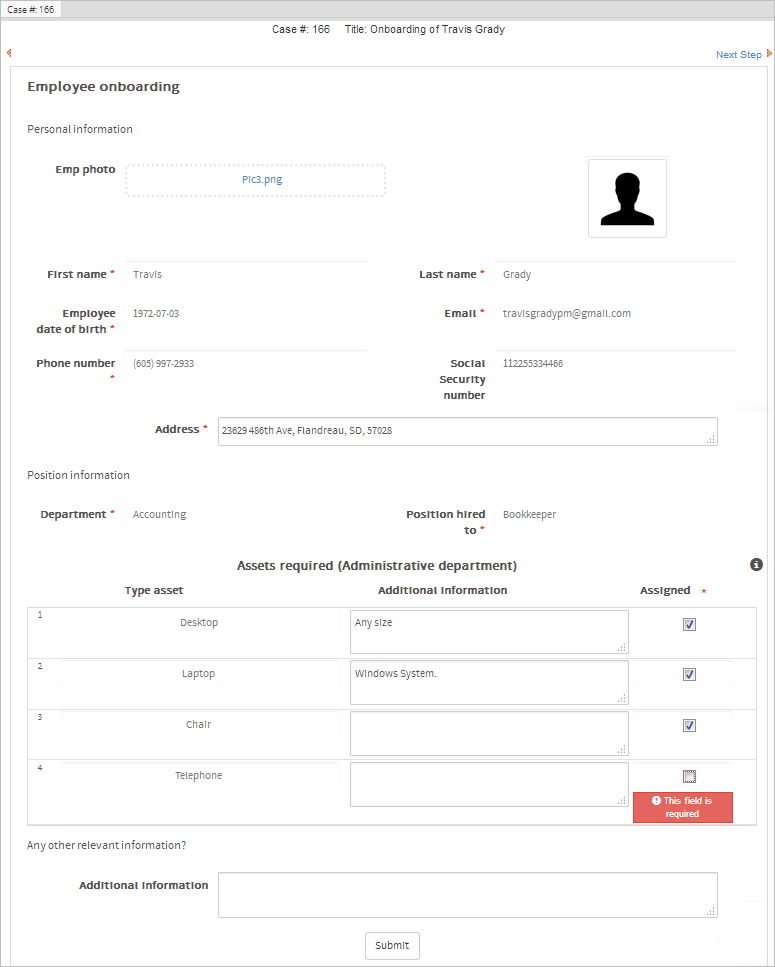 Case #: 166
Case #: 166 Title: Onboarding of Travis Grady
Next Step
Employee onboarding
Personal information
Emp photo
Pic3.png
First name * Travis Last name * Grady
Employee date of birth * 1972-07-03 Email * travisgradypm@gmail.com
Phone number * (605) 997-2933 Social Security number 112255334466
Address * 23629 486th Ave, Flandreau, SD, 57028
Position information
Department * Accounting Position hired to * Bookkeeper
Assets required (Administrative department)
Type asset Additional information Assigned *
1 Desktop Any size
2 Laptop Windows System.
3 Chair
4 Telephone
This field is
required
Any other relevant information?
Additional information
Submit